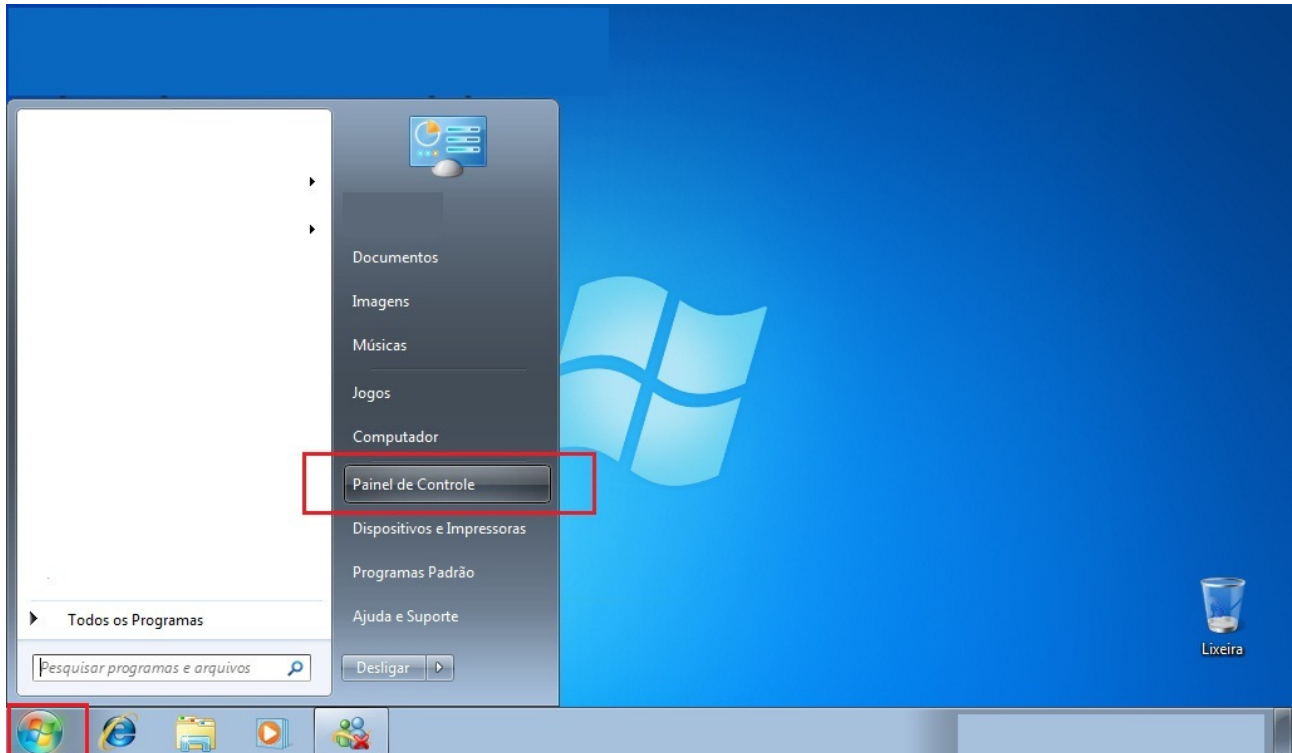 Documentos
Imagens
Músicas
Jogos
Computador
Painel de Controle
Dispositivos e Impressoras
Programas Padrão
Ajuda e Suporte
Todos os Programas
Pesquisar programas e arquivos
Desligar
Lixeira